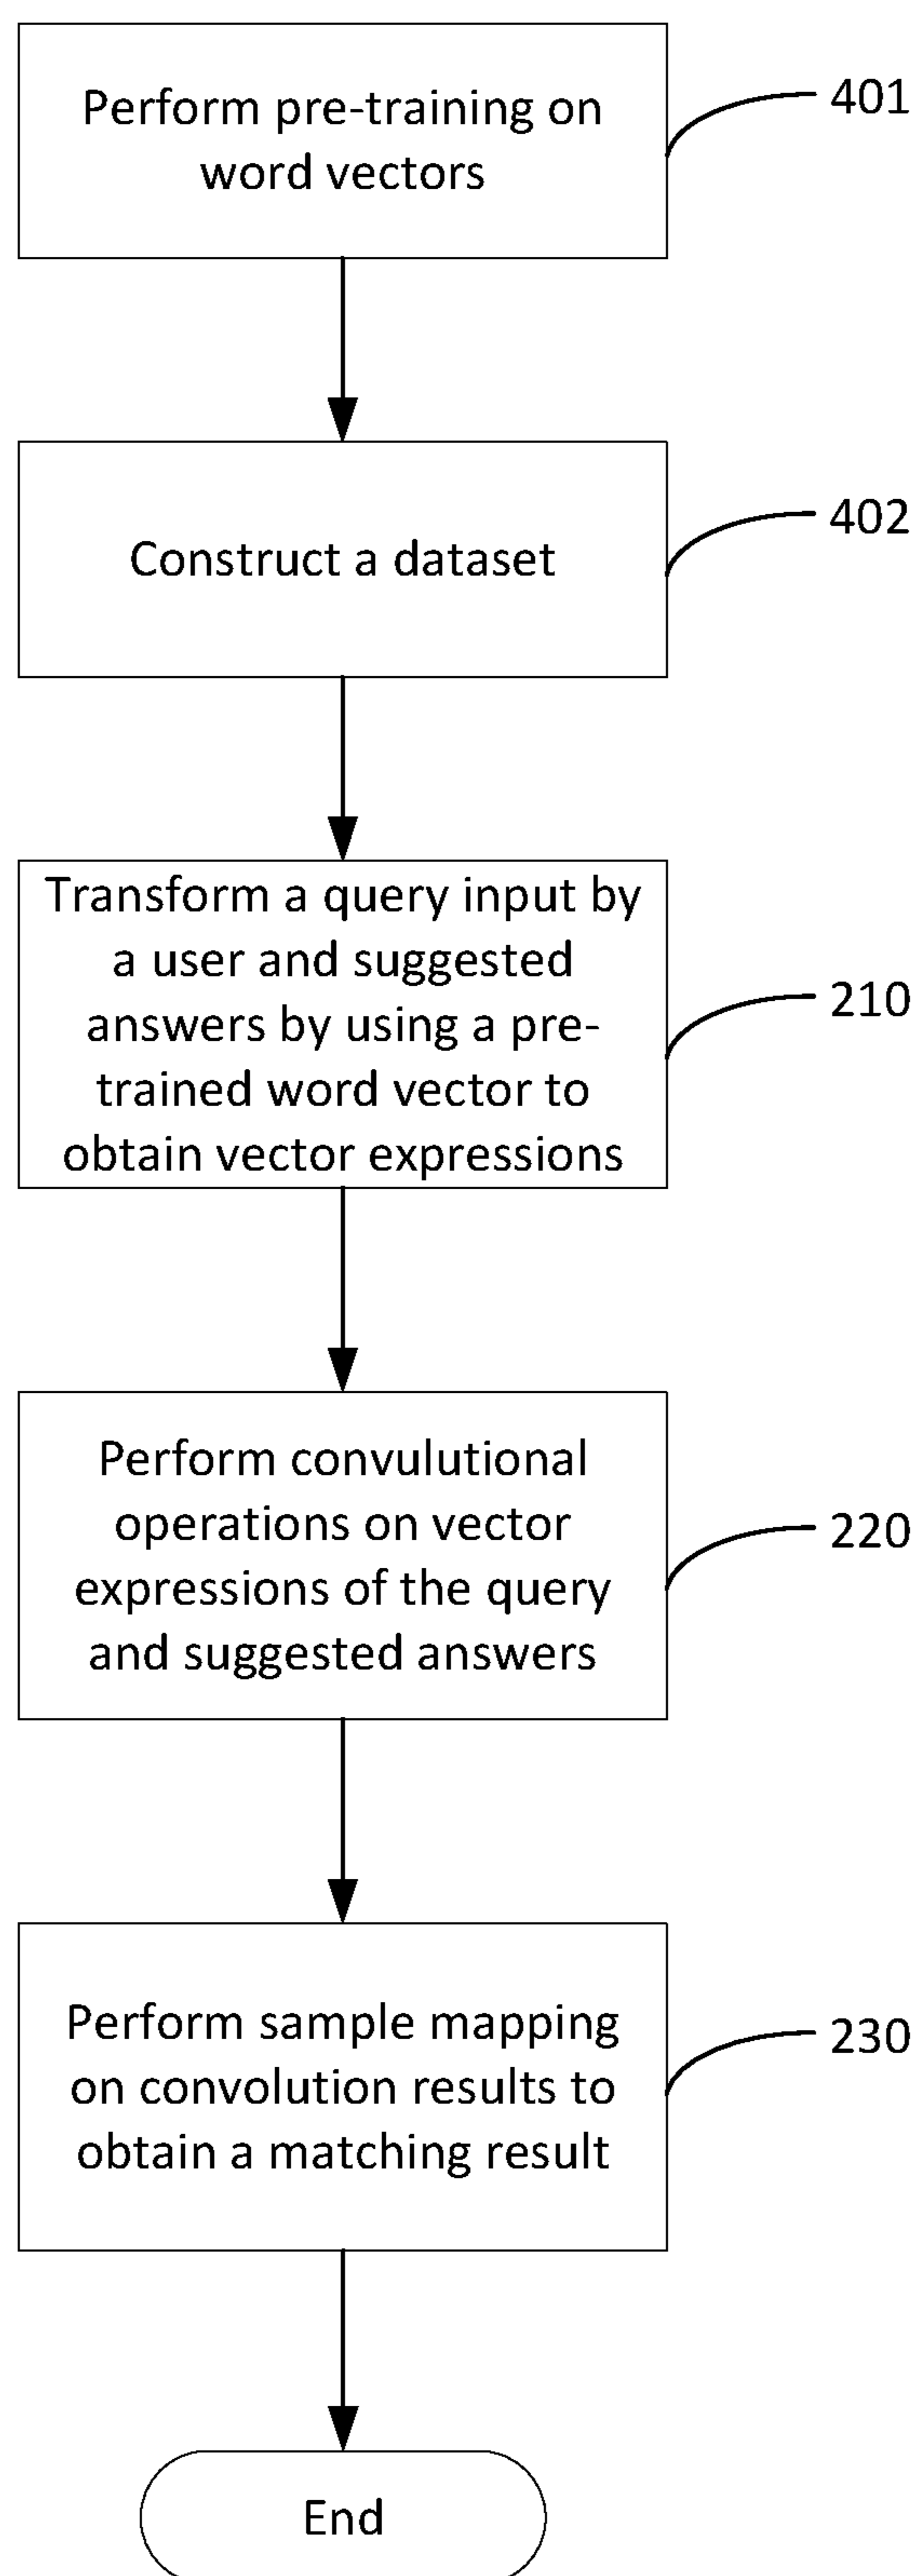 Perform pre-training on
word vectors
401
Construct a dataset
402
Transform a query input by
a user and suggested
answers by using a pre-
trained word vector to
obtain vector expressions
210
Perform convulutional
operations on vector
expressions of the query
and suggested answers
220
Perform sample mapping
on convolution results to
obtain a matching result
230
End